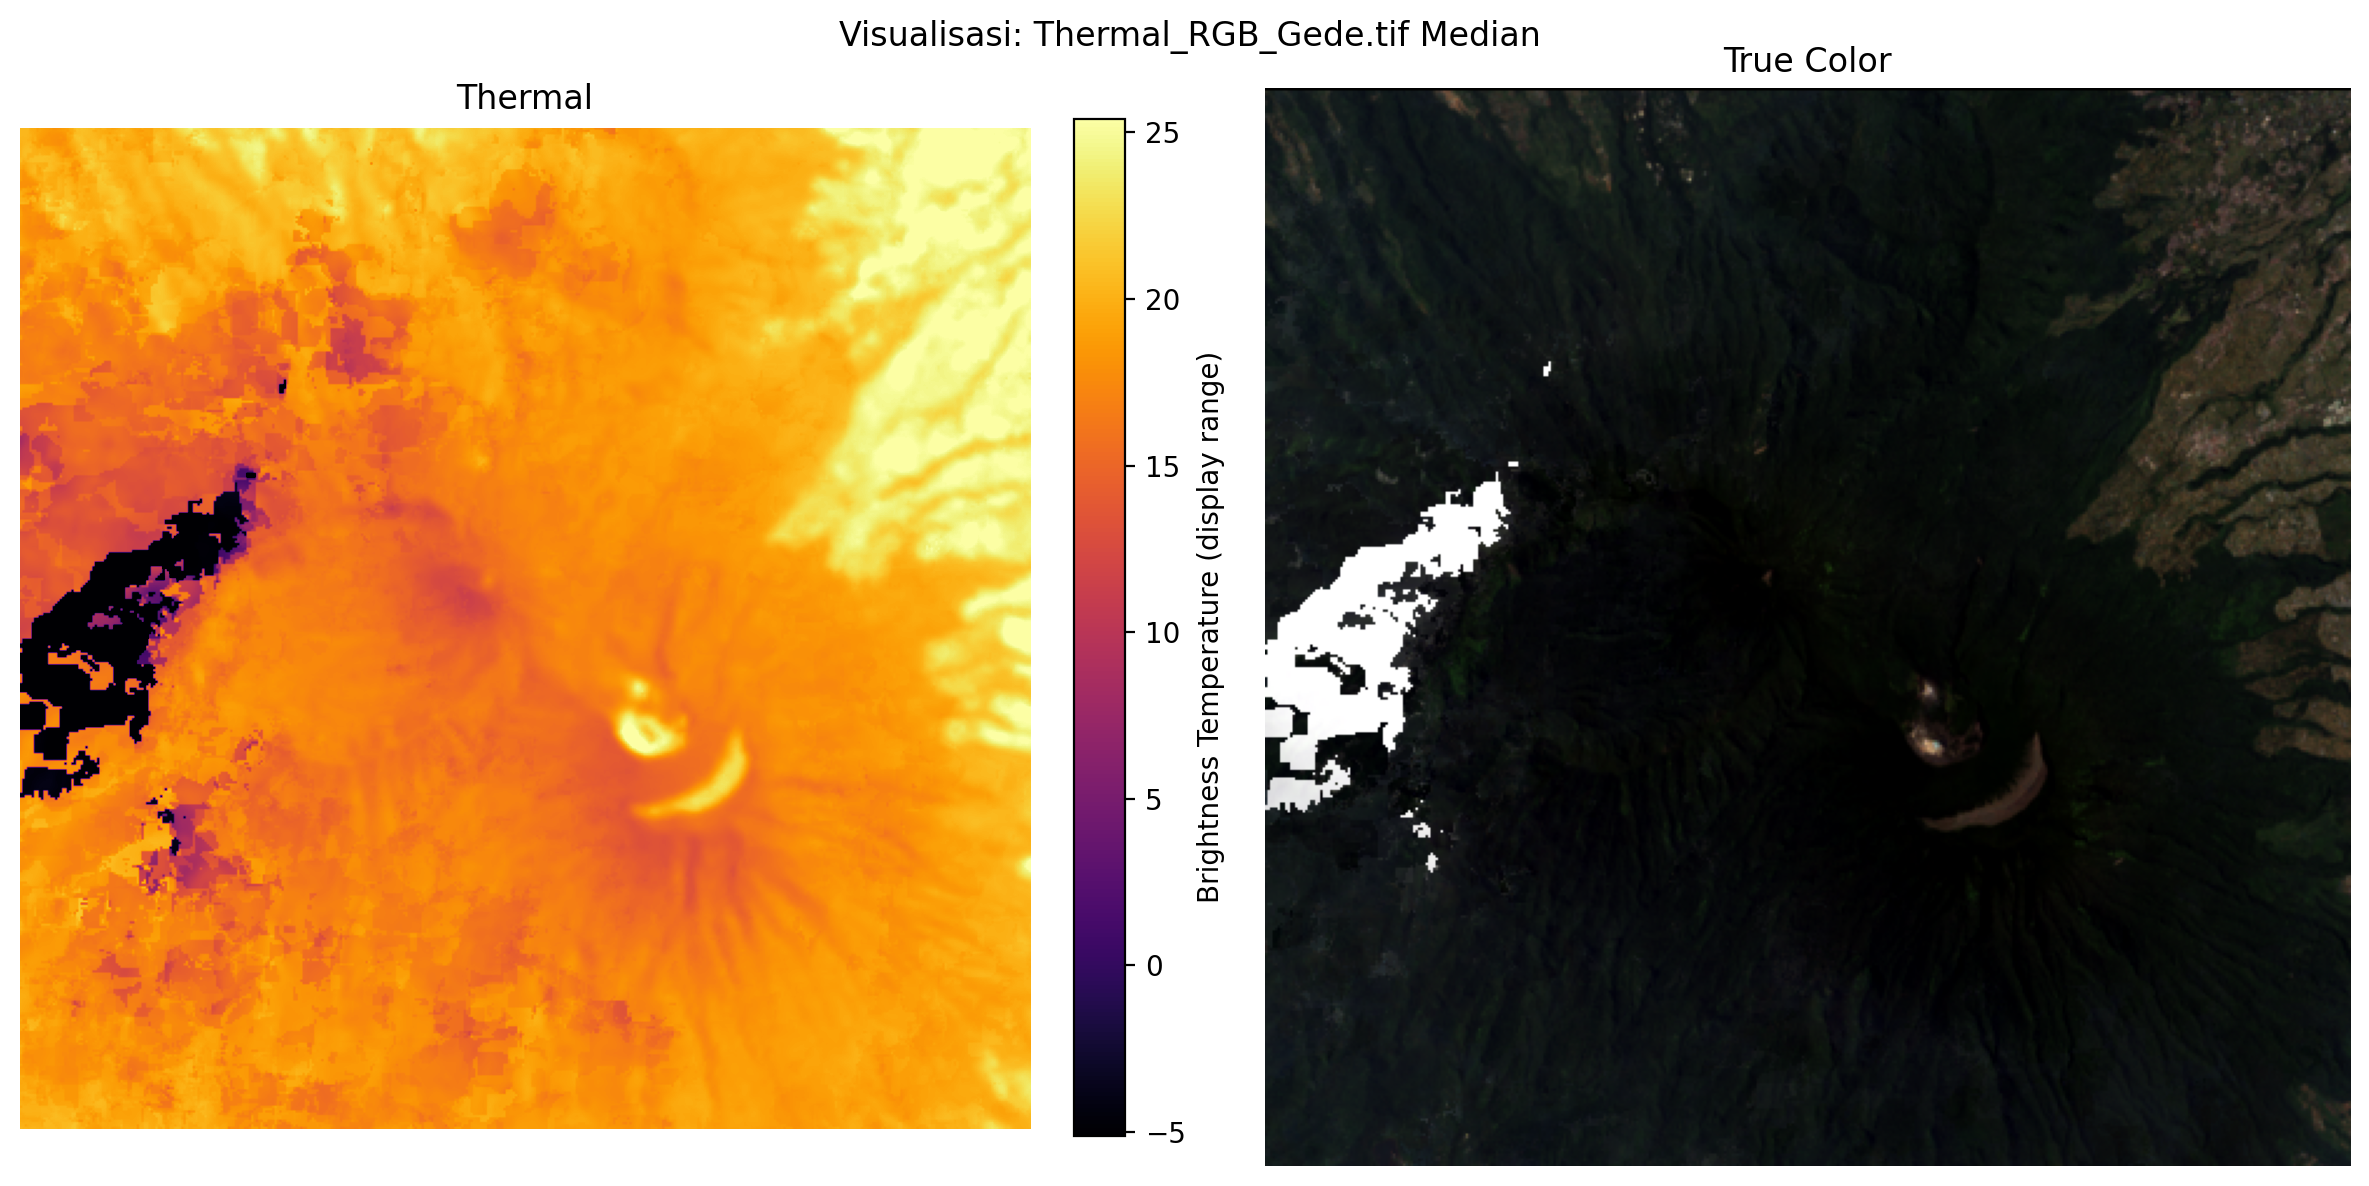 Visualisasi: Thermal_RGB_Gede.tif Median
Thermal
True Color
25
20
15
10
5
0
−5
Brightness Temperature (display range)